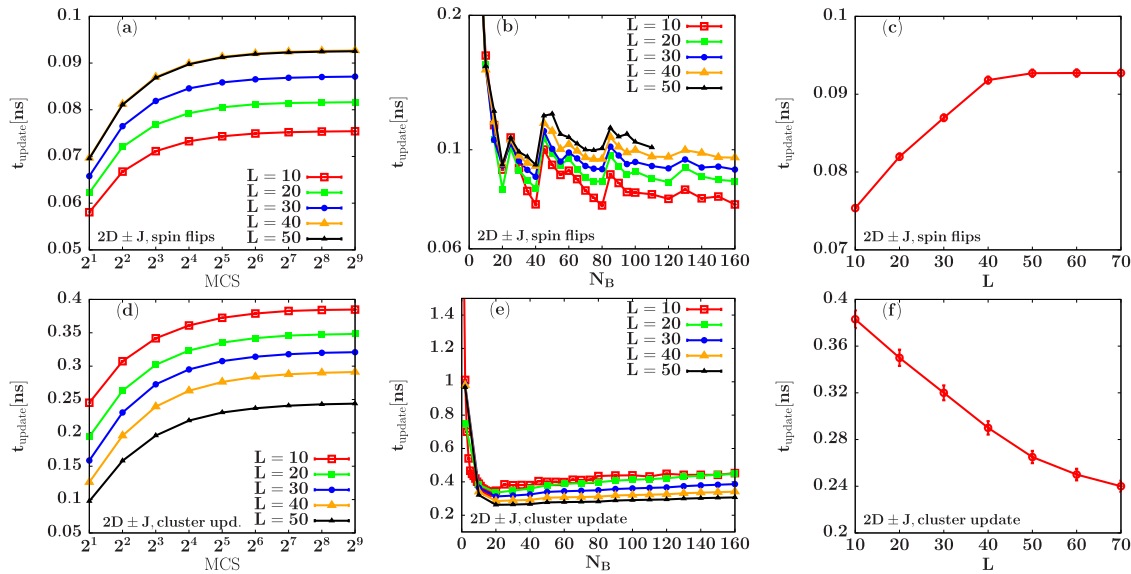 (a)
0.1
0.09
0.08
0.07
0.06
0.05
t_update[ns]
L = 10
L = 20
L = 30
L = 40
L = 50
2D ± J, spin flips
2^1 2^2 2^3 2^4 2^5 2^6 2^7 2^8 2^9
MCS
(b)
0.2
0.1
0.06
t_update[ns]
L = 10
L = 20
L = 30
L = 40
L = 50
2D ± J, spin flips
0 20 40 60 80 100 120 140 160
N_B
(c)
0.1
0.09
0.08
0.07
t_update[ns]
2D ± J, spin flips
10 20 30 40 50 60 70
L
(d)
0.4
0.35
0.3
0.25
0.2
0.15
0.1
0.05
t_update[ns]
L = 10
L = 20
L = 30
L = 40
L = 50
2D ± J, cluster upd.
2^1 2^2 2^3 2^4 2^5 2^6 2^7 2^8 2^9
MCS
(e)
1.4
1.2
1
0.8
0.6
0.4
0.2
t_update[ns]
L = 10
L = 20
L = 30
L = 40
L = 50
2D ± J, cluster update
0 20 40 60 80 100 120 140 160
N_B
(f)
0.4
0.36
0.32
0.28
0.24
0.2
t_update[ns]
2D ± J, cluster update
10 20 30 40 50 60 70
L